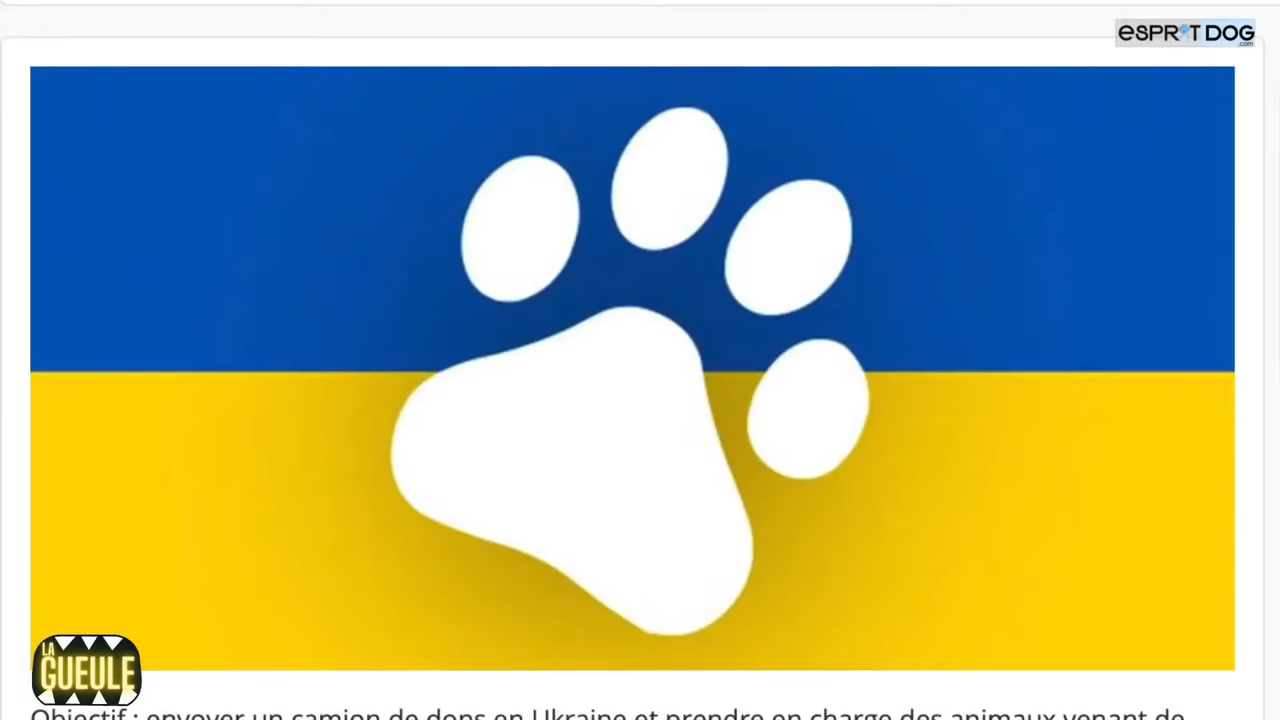 ESPRIT DOG
.com
LA
GUEULE
Objectif : envoyer un camion de dons en Ukraine et prendre en charge des animaux venant de